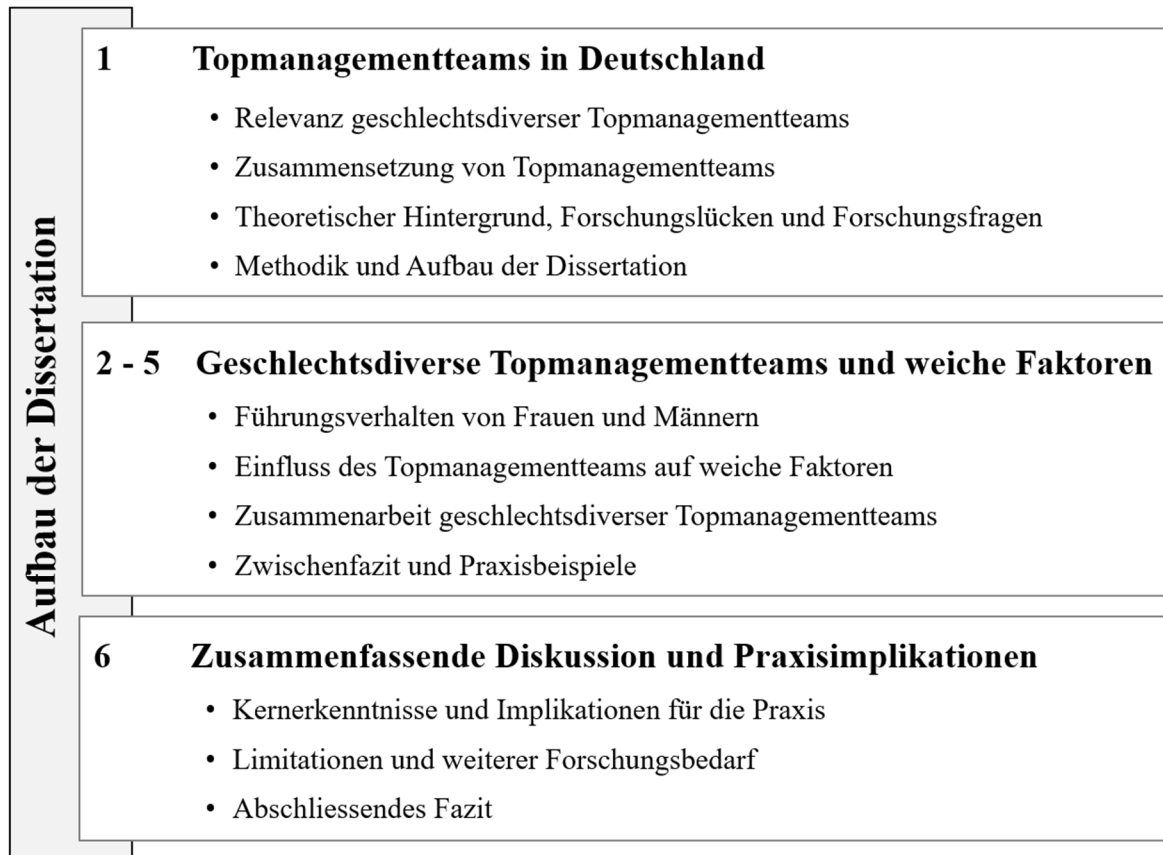 Aufbau der Dissertation
1 Topmanagementteams in Deutschland
• Relevanz geschlechtsdiverser Topmanagementteams
• Zusammensetzung von Topmanagementteams
• Theoretischer Hintergrund, Forschungslücken und Forschungsfragen
• Methodik und Aufbau der Dissertation
2 - 5 Geschlechtsdiverse Topmanagementteams und weiche Faktoren
• Führungsverhalten von Frauen und Männern
• Einfluss des Topmanagementteams auf weiche Faktoren
• Zusammenarbeit geschlechtsdiverser Topmanagementteams
• Zwischenfazit und Praxisbeispiele
6 Zusammenfassende Diskussion und Praxisimplikationen
• Kernerkenntnisse und Implikationen für die Praxis
• Limitationen und weiterer Forschungsbedarf
• Abschliessendes Fazit